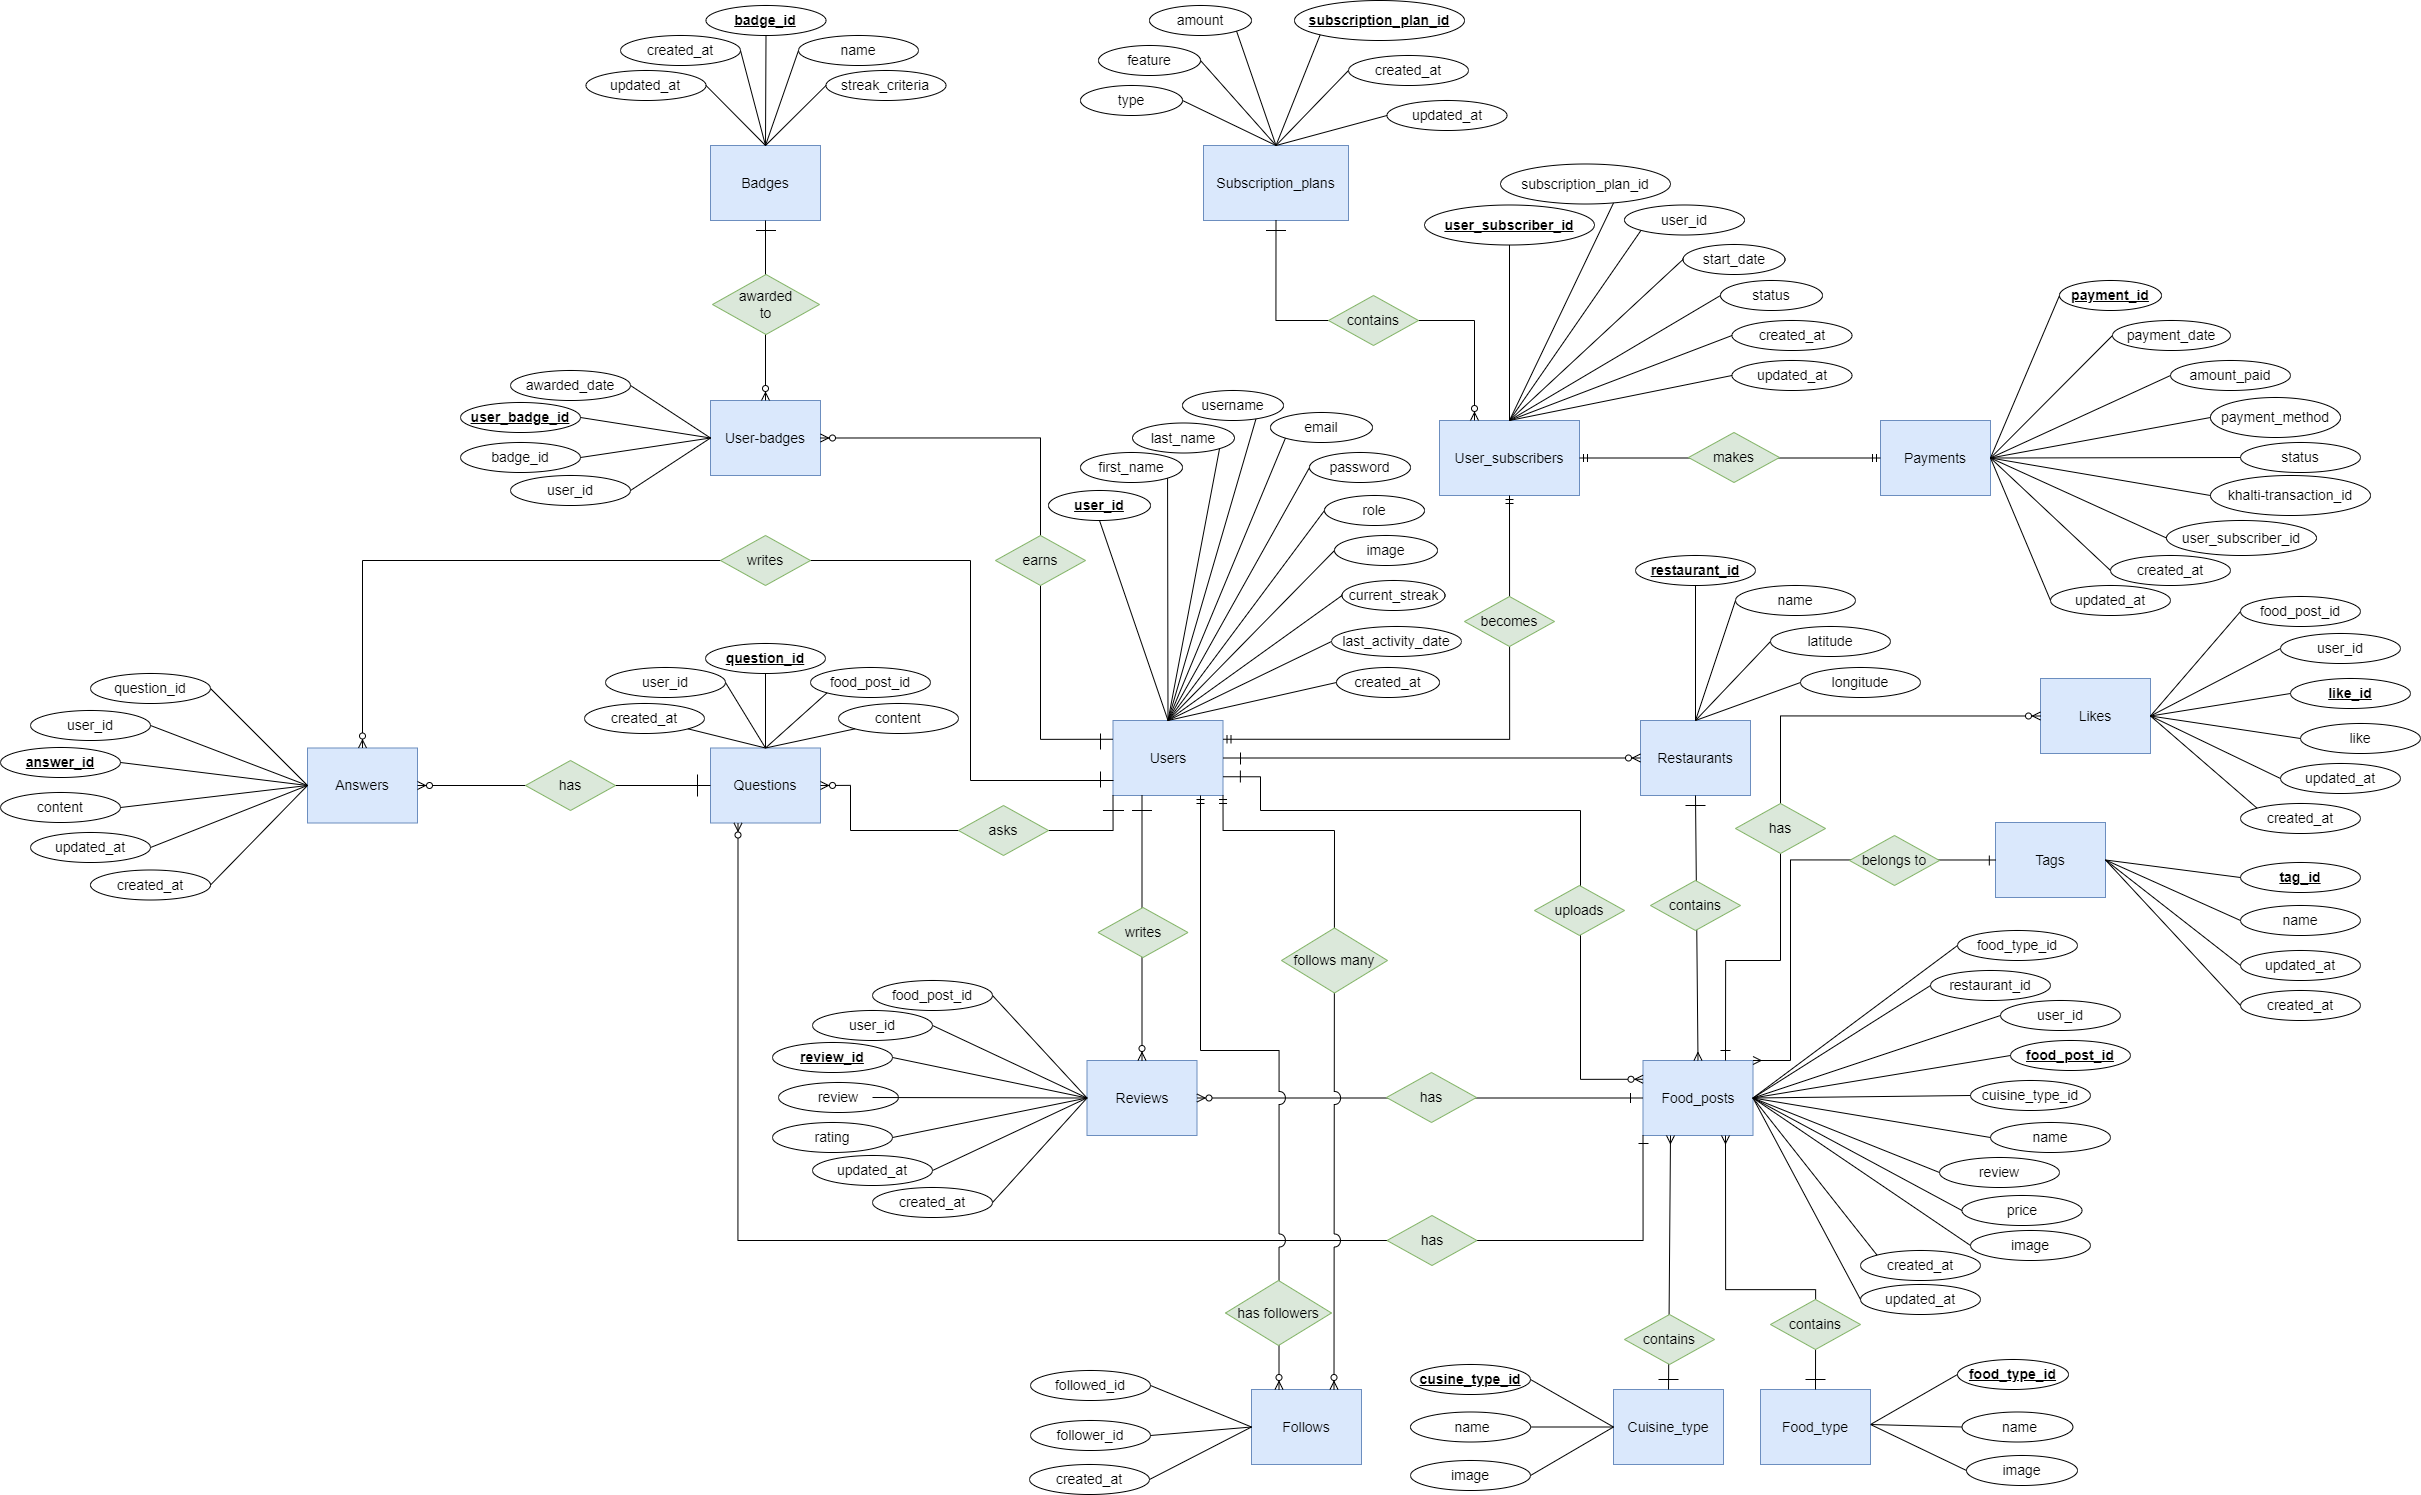 badge_id
created_at
name
updated_at
streak_criteria
Badges
awarded
to
amount
subscription_plan_id
feature
created_at
type
updated_at
Subscription_plans
contains
subscription_plan_id
user_subscriber_id
user_id
start_date
status
created_at
updated_at
User_subscribers
makes
Payments
payment_id
payment_date
amount_paid
payment_method
status
khalti-transaction_id
user_subscriber_id
created_at
updated_at
awarded_date
user_badge_id
badge_id
user_id
User-badges
earns
writes
username
last_name
email
first_name
password
user_id
role
image
current_streak
last_activity_date
created_at
Users
becomes
restaurant_id
name
latitude
longitude
Restaurants
food_post_id
user_id
like_id
like
updated_at
created_at
Likes
question_id
user_id
answer_id
content
updated_at
created_at
Answers
has
question_id
user_id
food_post_id
created_at
content
Questions
asks
writes
follows many
uploads
contains
has
belongs to
Tags
tag_id
name
updated_at
created_at
food_post_id
user_id
review_id
review
rating
updated_at
created_at
Reviews
has
Food_posts
food_type_id
restaurant_id
user_id
food_post_id
cuisine_type_id
name
review
price
image
created_at
updated_at
has
has followers
contains
contains
followed_id
follower_id
created_at
Follows
cusine_type_id
name
image
Cuisine_type
Food_type
food_type_id
name
image